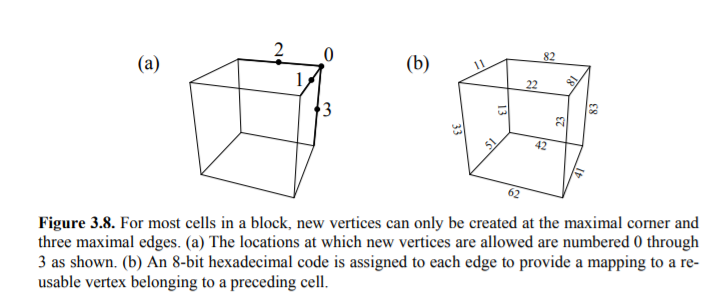 (a)
2
0
1
3
(b)
11
82
22
81
13
23
83
33
51
42
41
62
Figure 3.8. For most cells in a block, new vertices can only be created at the maximal corner and
three maximal edges. (a) The locations at which new vertices are allowed are numbered 0 through
3 as shown. (b) An 8-bit hexadecimal code is assigned to each edge to provide a mapping to a re-
usable vertex belonging to a preceding cell.